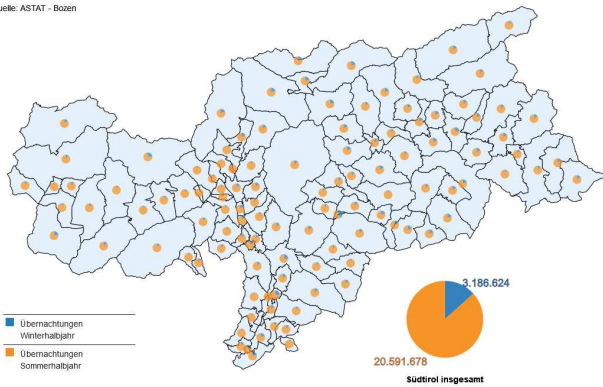 uelle: ASTAT - Bozen
3.186.624
20.591.678
Südtirol insgesamt
Übernachtungen
Winterhalbjahr
Übernachtungen
Sommerhalbjahr